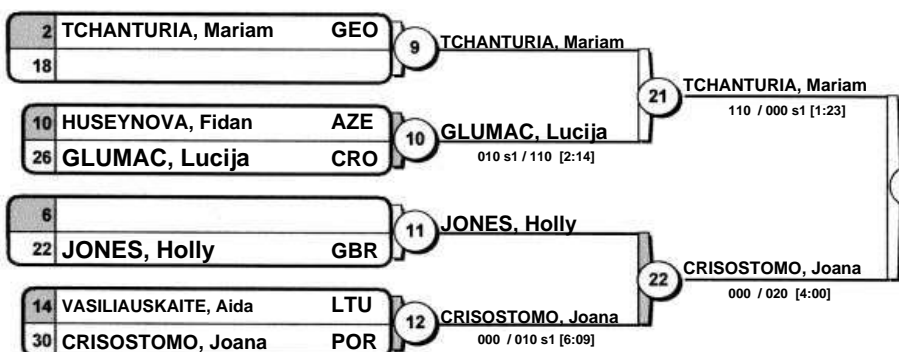 2 TCHANTURIA, Mariam GEO
18
9
TCHANTURIA, Mariam
10 HUSEYNOVA, Fidan AZE
26 GLUMAC, Lucija CRO
10
GLUMAC, Lucija
010 s1 / 110 [2:14]
21
TCHANTURIA, Mariam
110 / 000 s1 [1:23]
6
22 JONES, Holly GBR
11
JONES, Holly
14 VASILIAUSKAITE, Aida LTU
30 CRISOSTOMO, Joana POR
12
CRISOSTOMO, Joana
000 / 010 s1 [6:09]
22
CRISOSTOMO, Joana
000 / 020 [4:00]